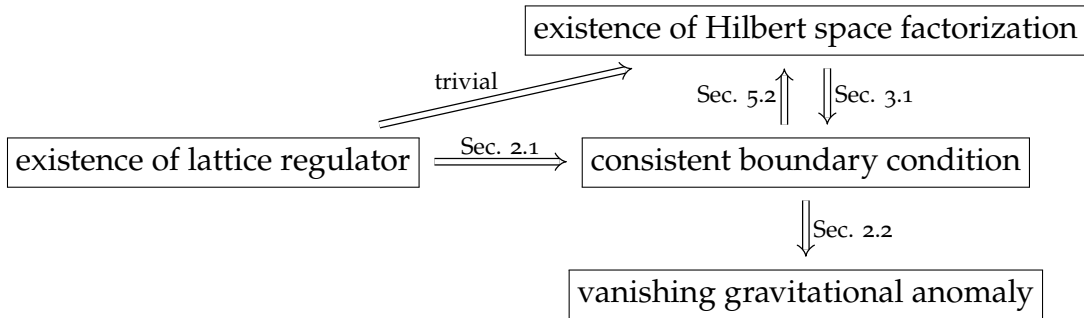 existence of Hilbert space factorization
trivial
Sec. 5.2
Sec. 3.1
existence of lattice regulator
Sec. 2.1
consistent boundary condition
Sec. 2.2
vanishing gravitational anomaly